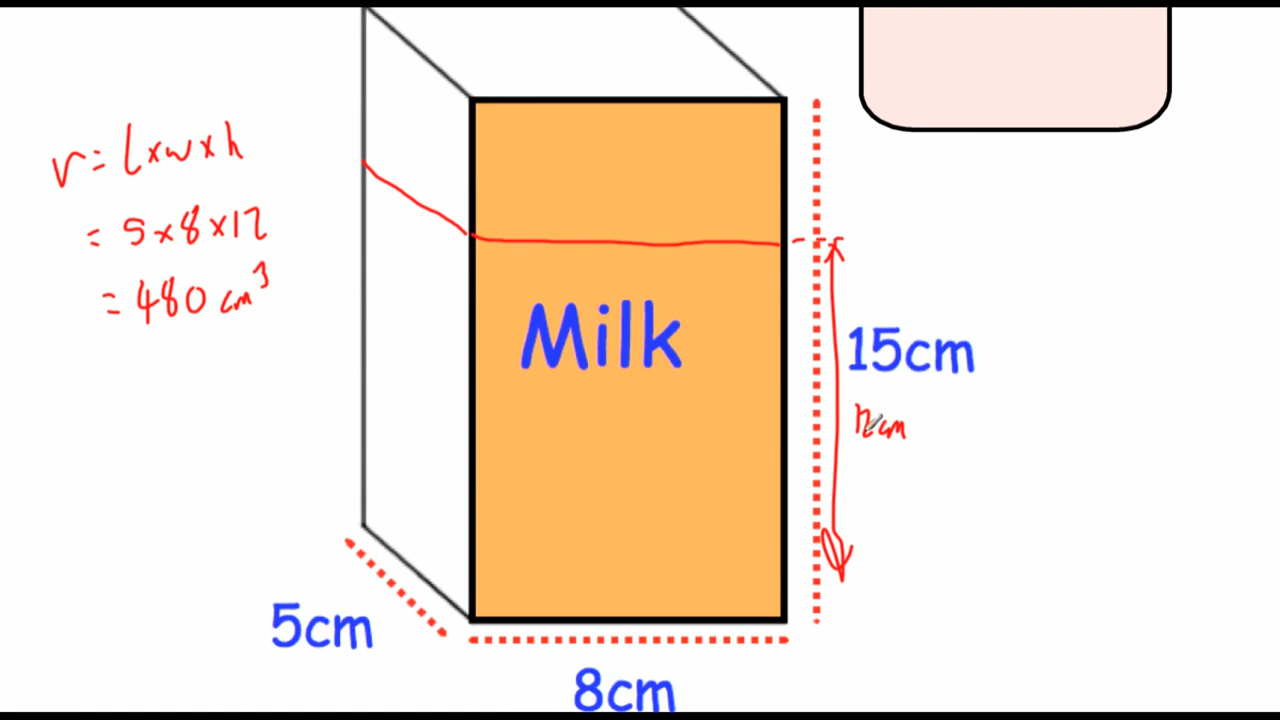 V = l x w x h
= 5 x 8 x 12
= 480 cm³
Milk
15cm
12cm
5cm
8cm